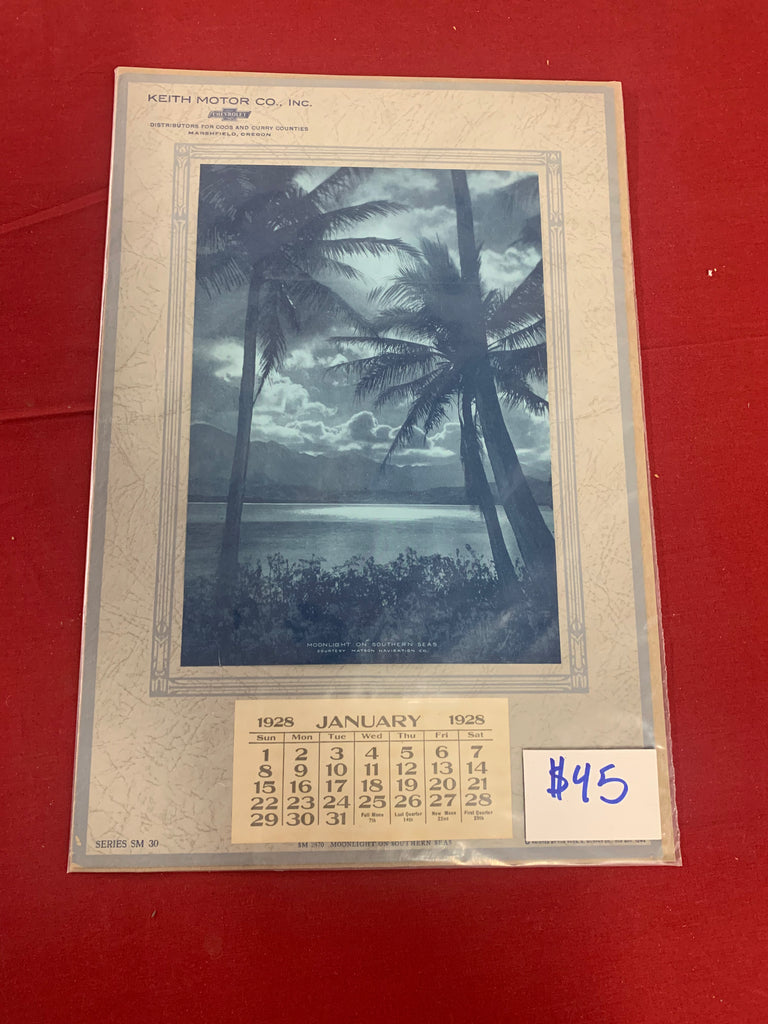 KEITH MOTOR CO., INC.
CHEVROLET
DISTRIBUTORS FOR COOS AND CURRY COUNTIES
MARSHFIELD, OREGON
MOONLIGHT ON SOUTHERN SEAS
COURTESY MATSON NAVIGATION CO.
1928 JANUARY 1928
Sun Mon Tue Wed Thu Fri Sat
1 2 3 4 5 6 7
8 9 10 11 12 13 14
15 16 17 18 19 20 21
22 23 24 25 26 27 28
29 30 31 Full Moon 7th Last Quarter 14th New Moon 22nd First Quarter 29th
$45
SERIES SM 30
SM 2870 MOONLIGHT ON SOUTHERN SEAS